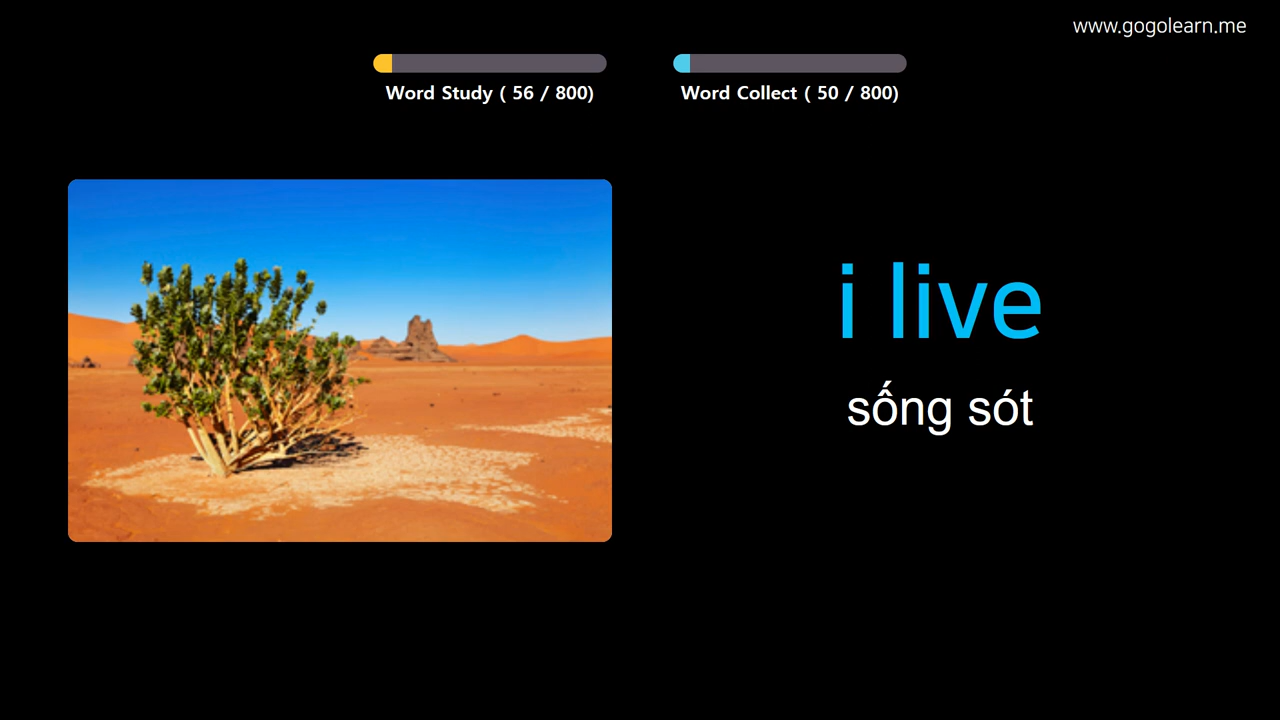 www.gogolearn.me
Word Study ( 56 / 800)
Word Collect ( 50 / 800)
i live
sống sót